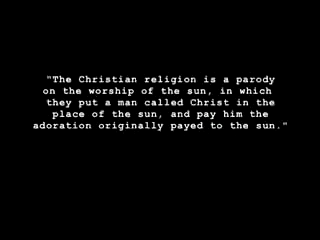 "The Christian religion is a parody
on the worship of the sun, in which
they put a man called Christ in the
place of the sun, and pay him the
adoration originally payed to the sun."